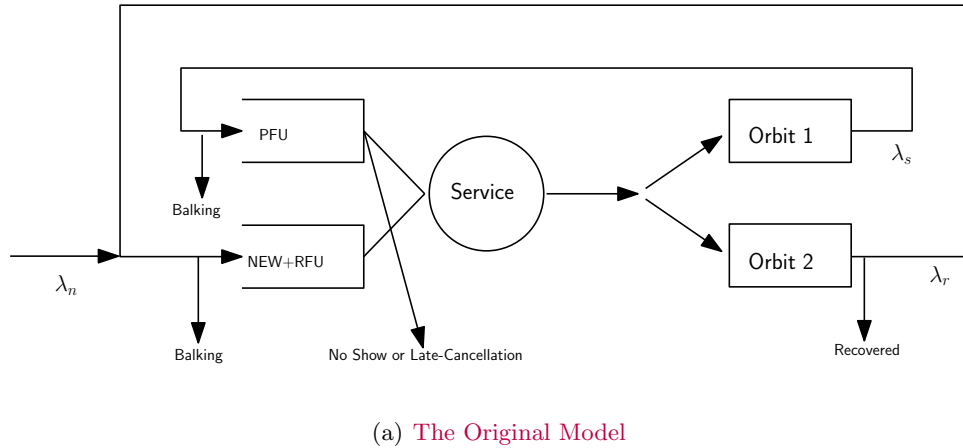 PFU
Orbit 1
λs
Balking
Service
NEW+RFU
Orbit 2
λn
λr
Balking
No Show or Late-Cancellation
Recovered
(a) The Original Model